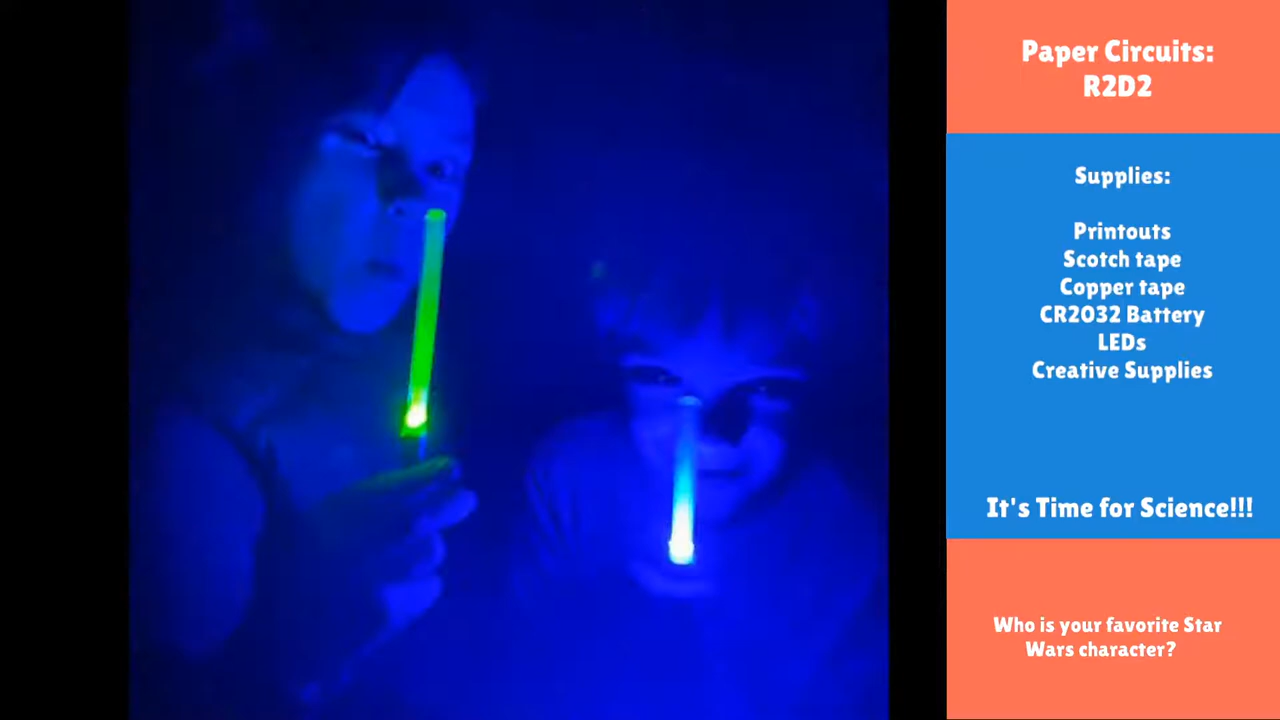 Paper Circuits:
R2D2
Supplies:
Printouts
Scotch tape
Copper tape
CR2032 Battery
LEDs
Creative Supplies
It's Time for Science!!!
Who is your favorite Star
Wars character?